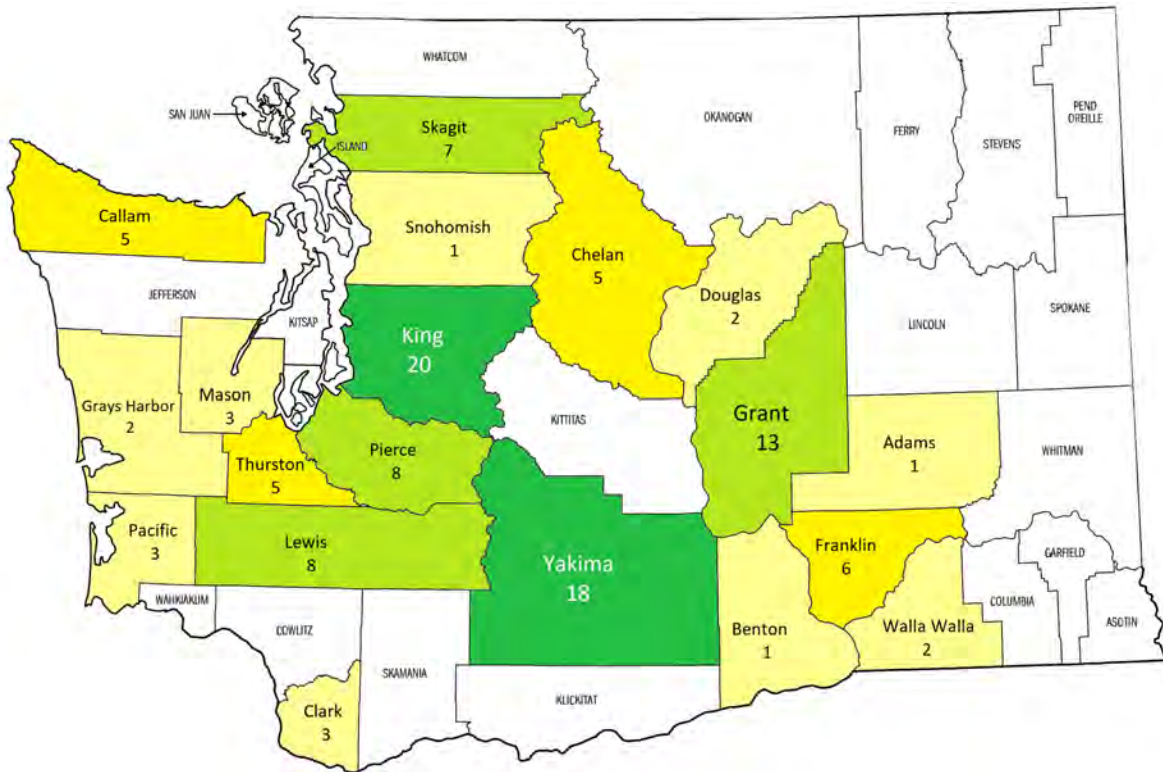 WHATCOM
SAN JUAN
Skagit
7
ISLAND
OKANOGAN
FERRY
STEVENS
PEND
OREILLE
Callam
5
Snohomish
1
Chelan
5
Douglas
2
JEFFERSON
KITSAP
King
20
LINCOLN
SPOKANE
Grays Harbor
2
Mason
3
KITTITAS
Grant
13
Adams
1
WHITMAN
Thurston
5
Pierce
8
Pacific
3
Lewis
8
Yakima
18
Franklin
6
GARFIELD
WAHKIAKUM
COWLITZ
SKAMANIA
Benton
1
Walla Walla
2
COLUMBIA
ASOTIN
KLICKITAT
Clark
3